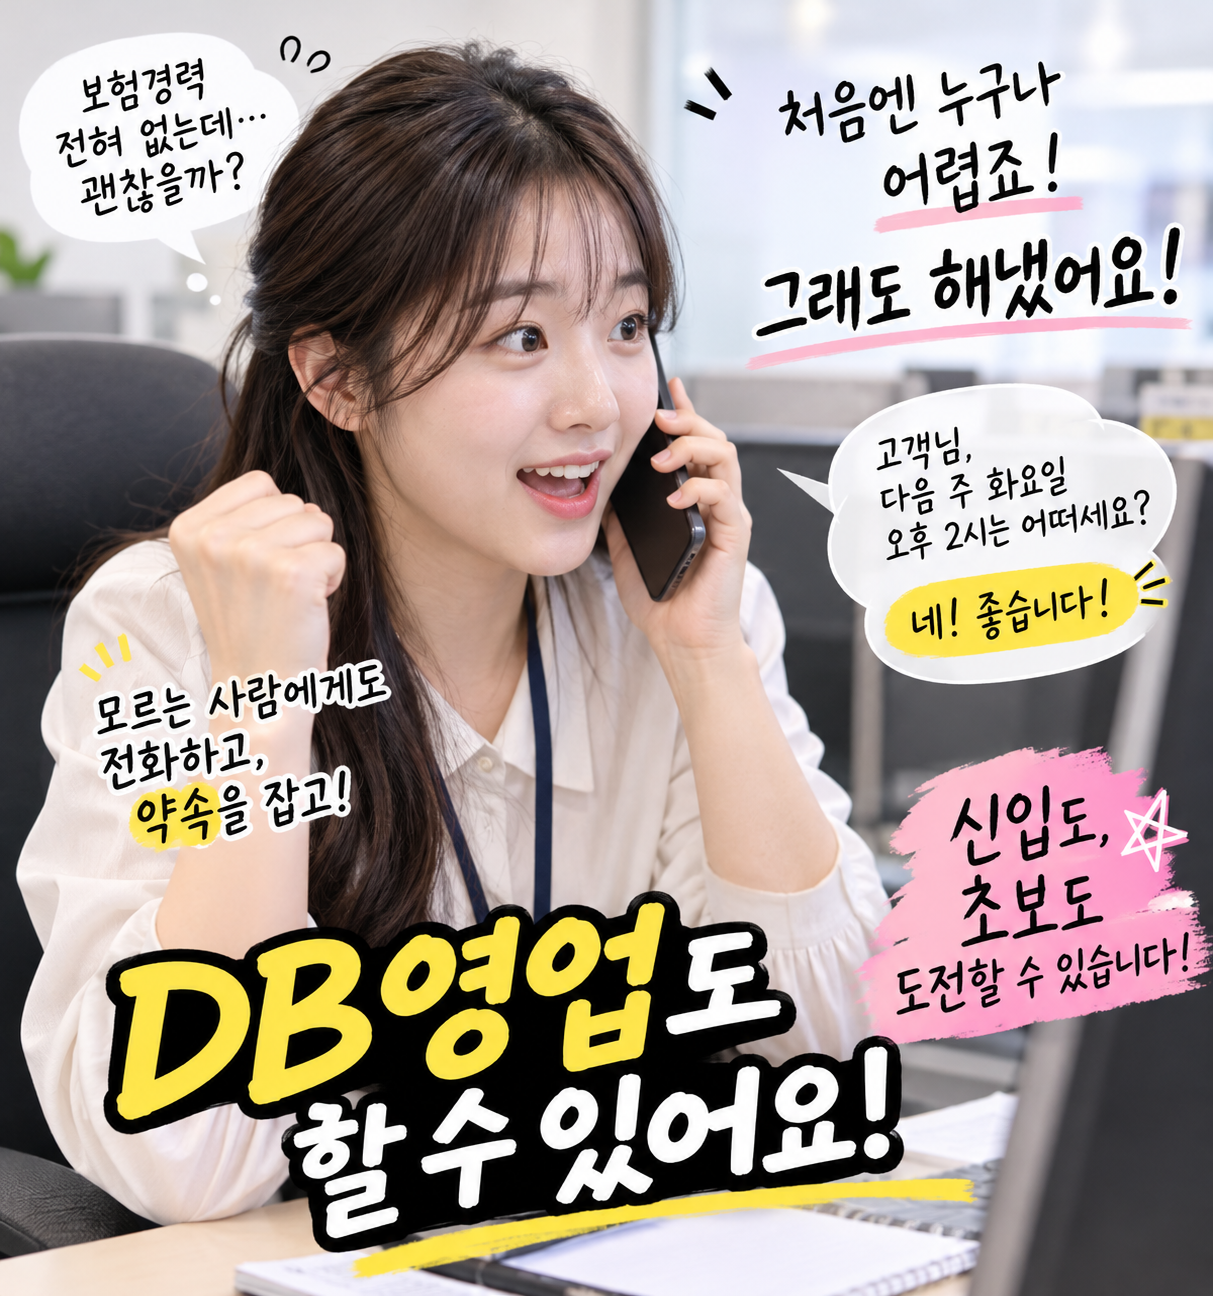 보험경력
전혀 없는데…
괜찮을까?
처음엔 누구나
어렵죠!
그래도 해냈어요!
고객님,
다음 주 화요일
오후 2시는 어떠세요?
네! 좋습니다!
모르는 사람에게도
전화하고,
약속을 잡고!
신입도,
초보도
도전할 수 있습니다!
DB영업도
할 수 있어요!